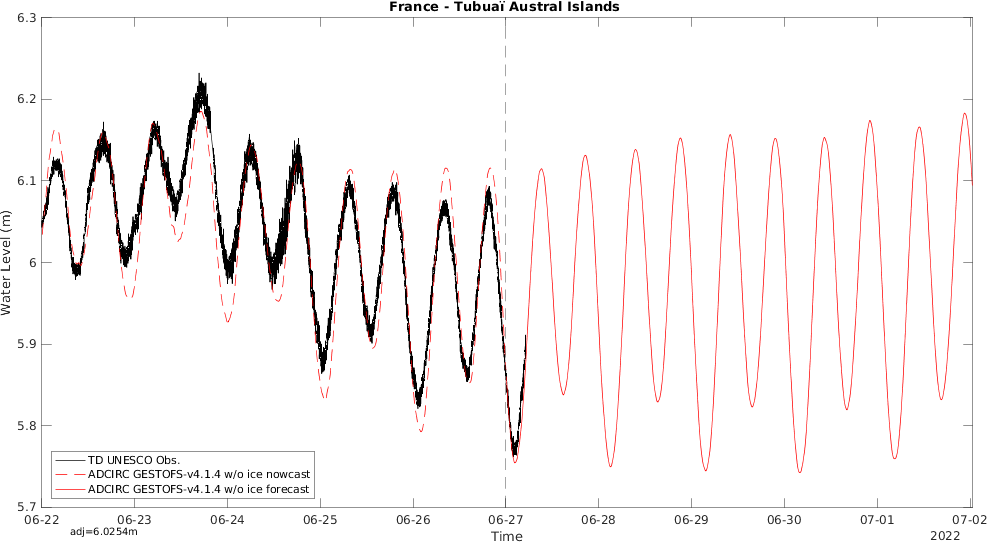 France - Tubuaï Austral Islands
6.3
6.2
6.1
6
5.9
5.8
5.7
Water Level (m)
TD UNESCO Obs.
ADCIRC GESTOFS-v4.1.4 w/o ice nowcast
ADCIRC GESTOFS-v4.1.4 w/o ice forecast
06-22 06-23 06-24 06-25 06-26 06-27 06-28 06-29 06-30 07-01 07-02
adj=6.0254m
Time
2022